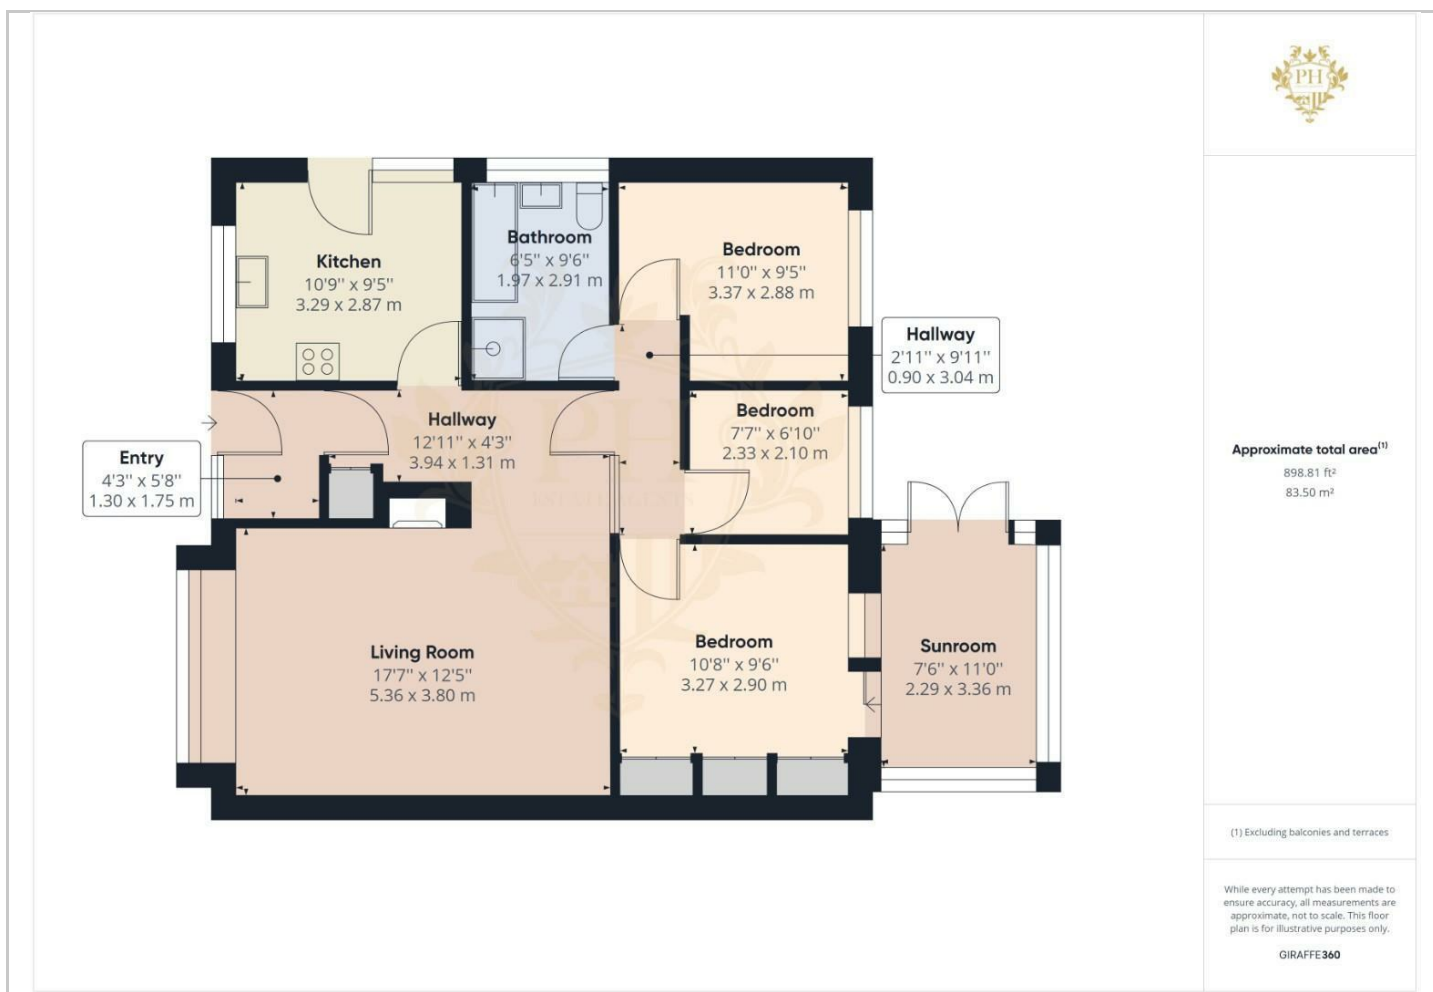 PH
Kitchen
10'9'' x 9'5''
3.29 x 2.87 m
Bathroom
6'5'' x 9'6''
1.97 x 2.91 m
Bedroom
11'0'' x 9'5''
3.37 x 2.88 m
Hallway
2'11'' x 9'11''
0.90 x 3.04 m
Hallway
12'11'' x 4'3''
3.94 x 1.31 m
Bedroom
7'7'' x 6'10''
2.33 x 2.10 m
Entry
4'3'' x 5'8''
1.30 x 1.75 m
PH
Living Room
17'7'' x 12'5''
5.36 x 3.80 m
Bedroom
10'8'' x 9'6''
3.27 x 2.90 m
Sunroom
7'6'' x 11'0''
2.29 x 3.36 m
Approximate total area(1)
898.81 ft²
83.50 m²
(1) Excluding balconies and terraces
While every attempt has been made to
ensure accuracy, all measurements are
approximate, not to scale. This floor
plan is for illustrative purposes only.
GIRAFFE360